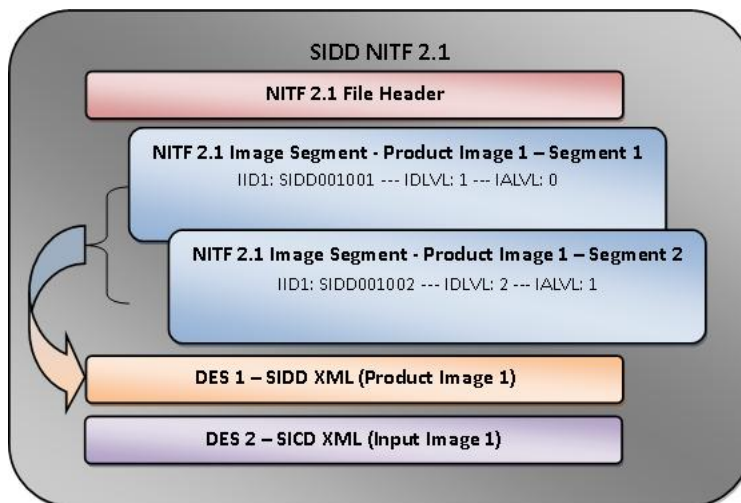 SIDD NITF 2.1
NITF 2.1 File Header
NITF 2.1 Image Segment - Product Image 1 – Segment 1
IID1: SIDD001001 --- IDLVL: 1 --- IALVL: 0
NITF 2.1 Image Segment - Product Image 1 – Segment 2
IID1: SIDD001002 --- IDLVL: 2 --- IALVL: 1
DES 1 – SIDD XML (Product Image 1)
DES 2 – SICD XML (Input Image 1)